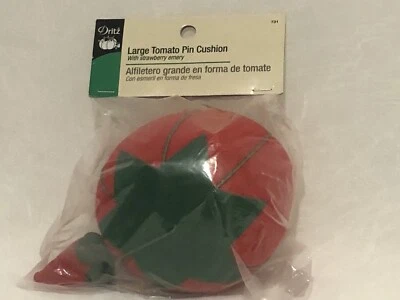 Dritz
Large Tomato Pin Cushion
With strawberry emery
Alfiletero grande en forma de tomate
Con esmeril en forma de fresa